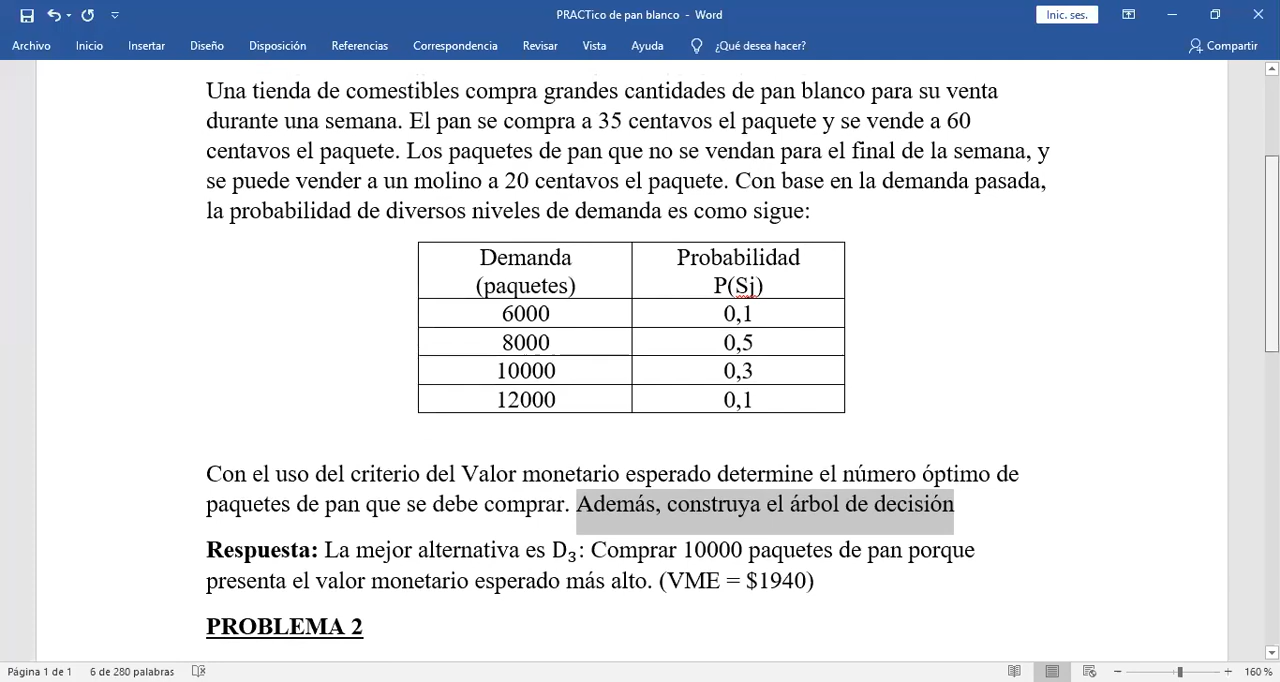 PRACTico de pan blanco - Word
Inic. ses.
Archivo Inicio Insertar Diseño Disposición Referencias Correspondencia Revisar Vista Ayuda ¿Qué desea hacer? Compartir
Una tienda de comestibles compra grandes cantidades de pan blanco para su venta
durante una semana. El pan se compra a 35 centavos el paquete y se vende a 60
centavos el paquete. Los paquetes de pan que no se vendan para el final de la semana, y
se puede vender a un molino a 20 centavos el paquete. Con base en la demanda pasada,
la probabilidad de diversos niveles de demanda es como sigue:
Demanda Probabilidad
(paquetes) P(Sj)
6000 0,1
8000 0,5
10000 0,3
12000 0,1
Con el uso del criterio del Valor monetario esperado determine el número óptimo de
paquetes de pan que se debe comprar. Además, construya el árbol de decisión
Respuesta: La mejor alternativa es D₃: Comprar 10000 paquetes de pan porque
presenta el valor monetario esperado más alto. (VME = $1940)
PROBLEMA 2
Página 1 de 1 6 de 280 palabras 160 %